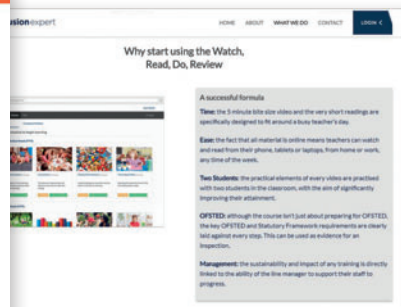 usion expert
HOME ABOUT WHAT WE DO CONTACT LOGIN
Why start using the Watch,
Read, Do, Review
A successful formula
Time: the 5 minute bite size videos and the very short readings are
specifically designed to fit around a busy teacher's day.
Ease: the fact that all material is online means teachers can watch
and read from their phone, tablets or laptops, from home or work,
any time of the week.
Two Students: the practical elements of every video are practised
with two students in the classroom, with the aim of significantly
improving their attainment.
OFSTED: although the course isn't just about preparing for OFSTED,
the key OFSTED and Statutory Framework requirements are clearly
laid against every step. This can be used as evidence for an
inspection.
Management: the sustainability and impact of any training is directly
linked to the ability of the line manager to support their staff to
progress.